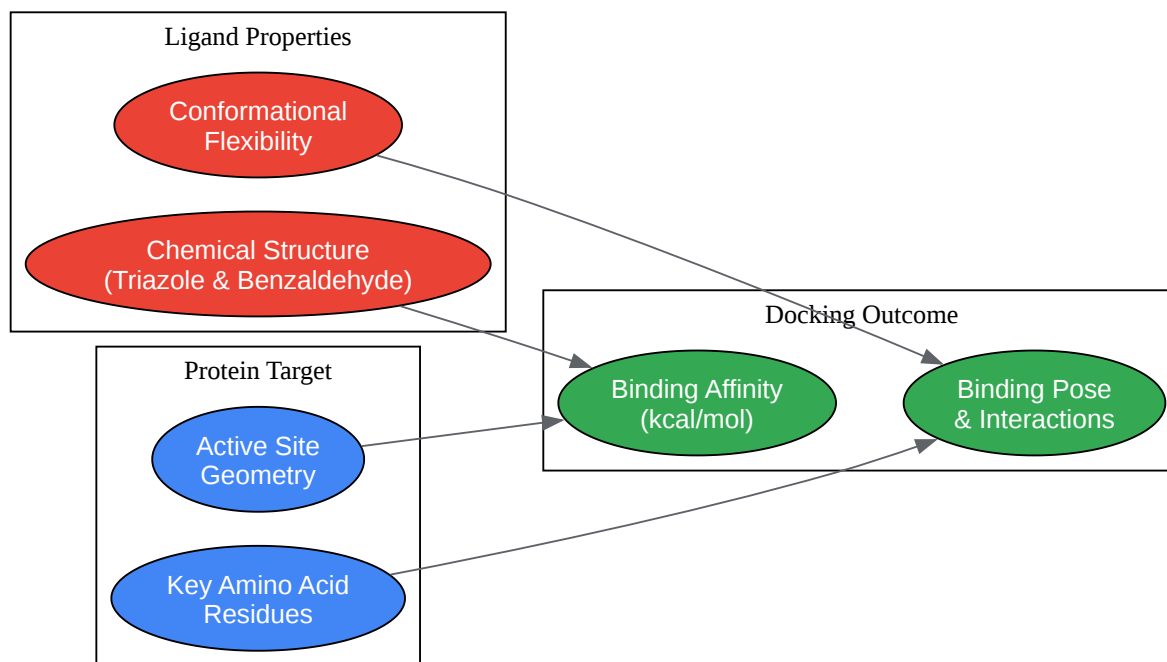 Ligand Properties
Conformational
Flexibility
Chemical Structure
(Triazole & Benzaldehyde)
Protein Target
Active Site
Geometry
Key Amino Acid
Residues
Docking Outcome
Binding Affinity
(kcal/mol)
Binding Pose
& Interactions